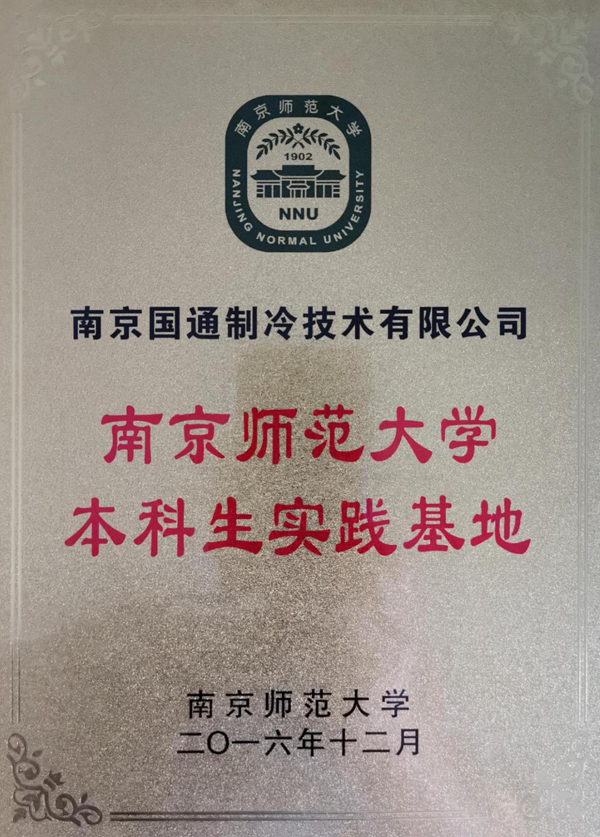 南京师范大学
1902
NNU
NANJING NORMAL UNIVERSITY
南京国通制冷技术有限公司
南京师范大学
本科生实践基地
南京师范大学
二〇一六年十二月